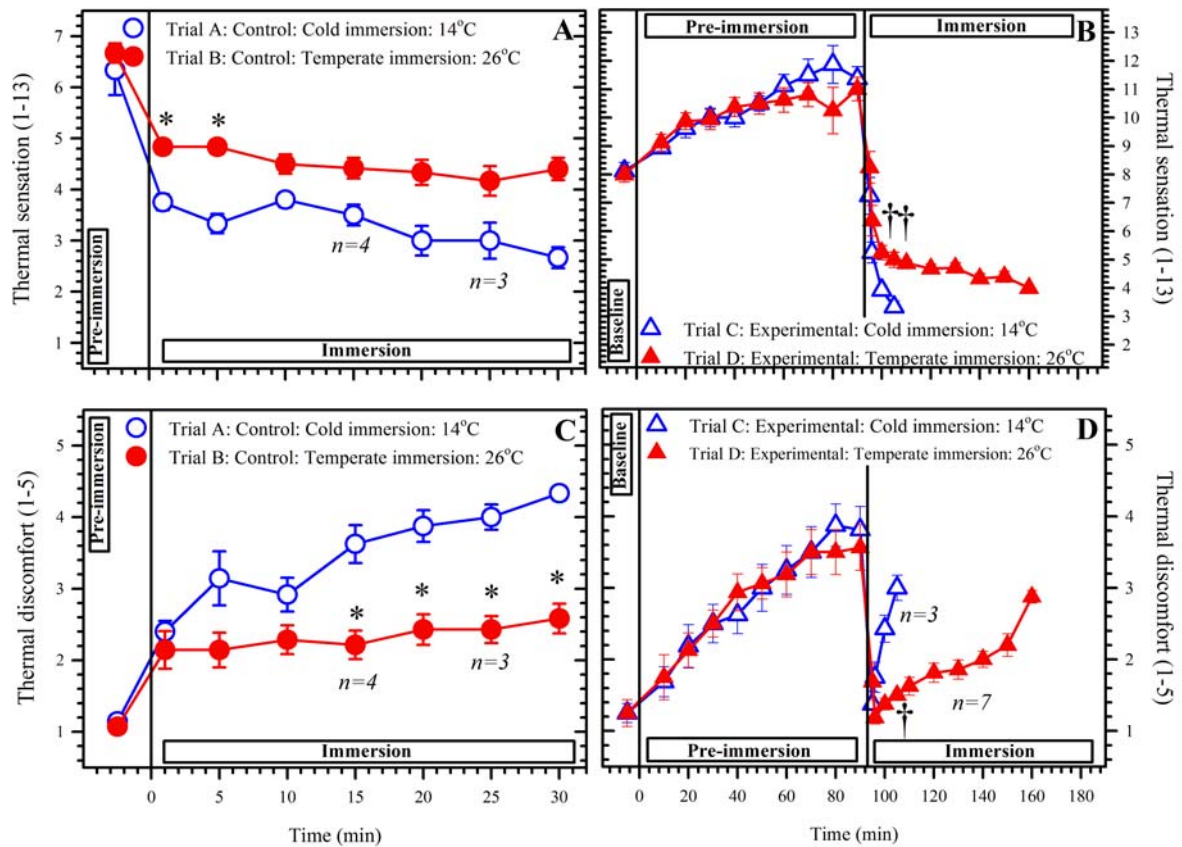 Trial A: Control: Cold immersion: 14°C
Trial B: Control: Temperate immersion: 26°C
A
*
*
n=4
n=3
Pre-immersion
Immersion
Thermal sensation (1-13)
7
6
5
4
3
2
1
Pre-immersion
Immersion
B
††
Baseline
Trial C: Experimental: Cold immersion: 14°C
Trial D: Experimental: Temperate immersion: 26°C
13
12
11
10
9
8
7
6
5
4
3
2
1
Thermal sensation (1-13)
Trial A: Control: Cold immersion: 14°C
Trial B: Control: Temperate immersion: 26°C
C
Pre-immersion
*
*
*
*
n=4
n=3
Immersion
Thermal discomfort (1-5)
5
4
3
2
1
0
5
10
15
20
25
30
Time (min)
Baseline
Trial C: Experimental: Cold immersion: 14°C
Trial D: Experimental: Temperate immersion: 26°C
D
n=3
n=7
†
Pre-immersion
Immersion
5
4
3
2
1
Thermal discomfort (1-5)
0
20
40
60
80
100
120
140
160
180
Time (min)